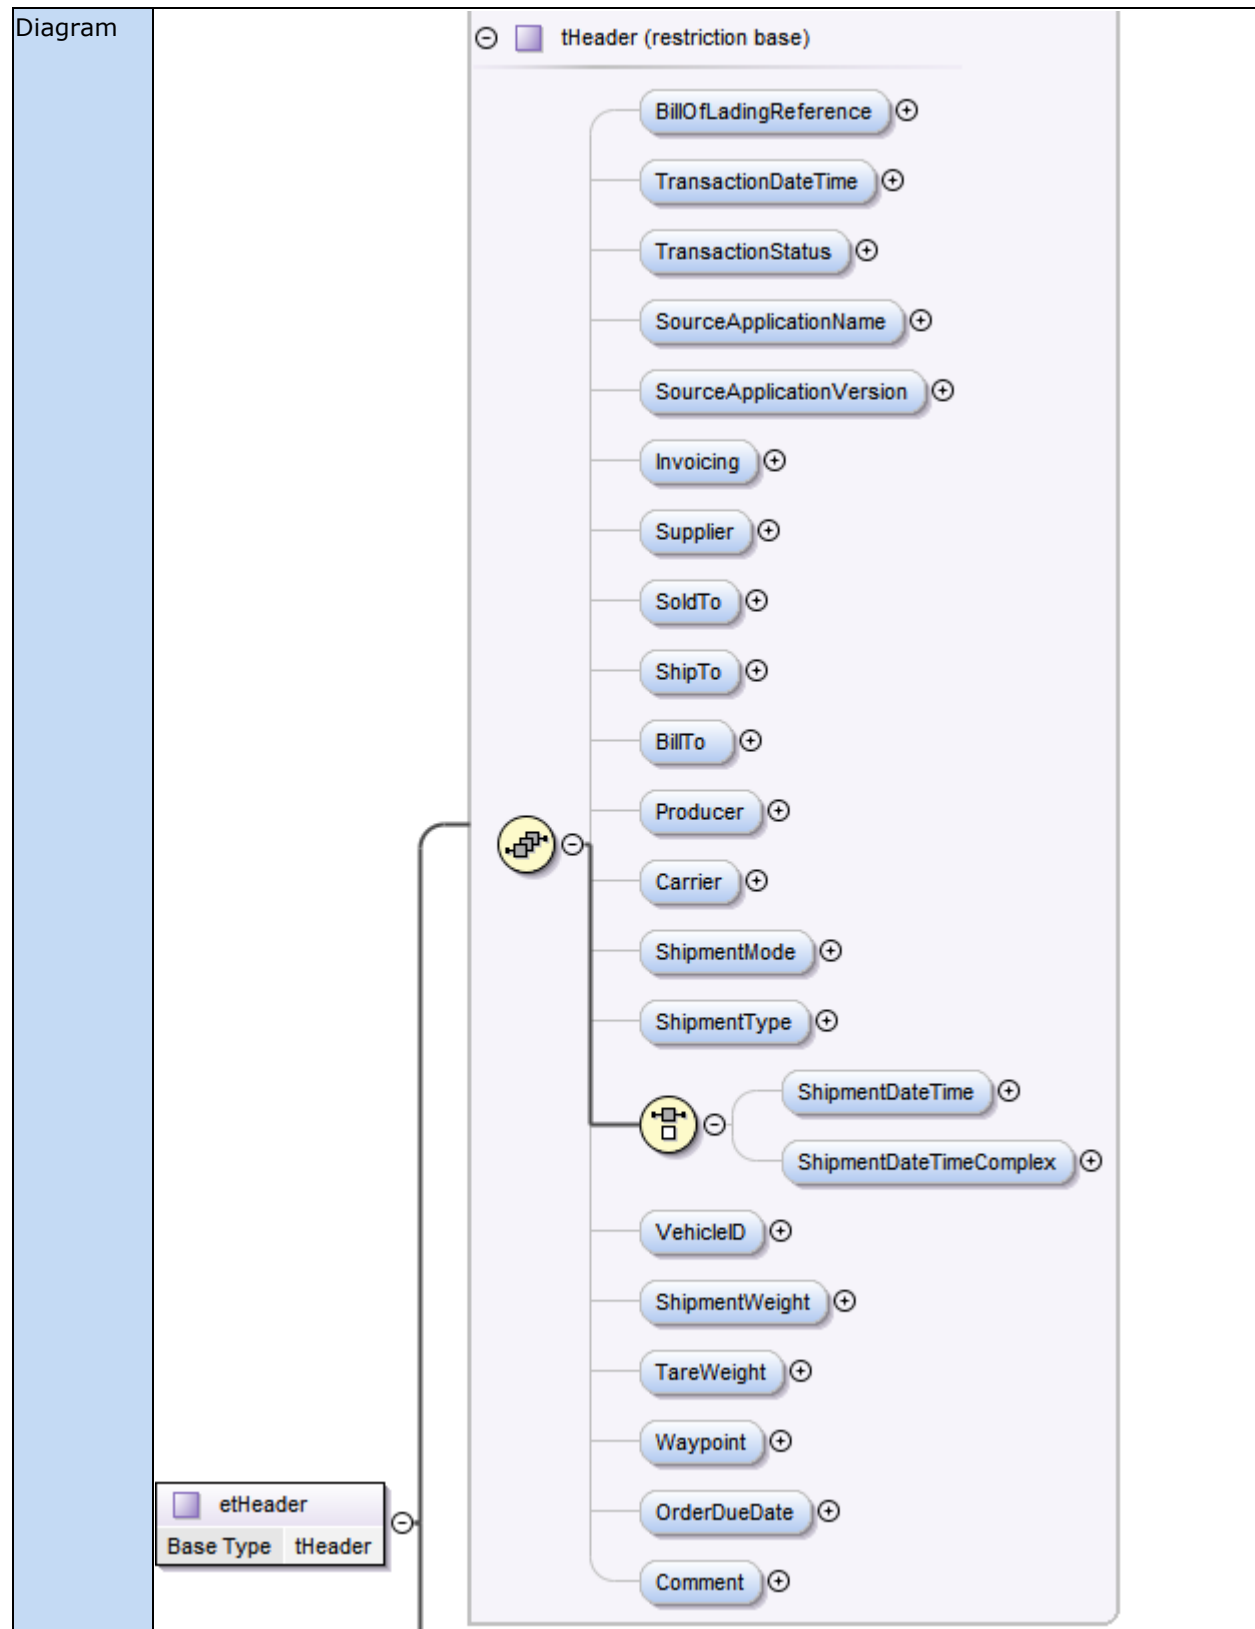 Diagram
tHeader (restriction base)
BillOfLadingReference
TransactionDateTime
TransactionStatus
SourceApplicationName
SourceApplicationVersion
Invoicing
Supplier
SoldTo
ShipTo
BillTo
Producer
Carrier
ShipmentMode
ShipmentType
ShipmentDateTime
ShipmentDateTimeComplex
VehicleID
ShipmentWeight
TareWeight
Waypoint
OrderDueDate
Comment
etHeader
Base Type tHeader